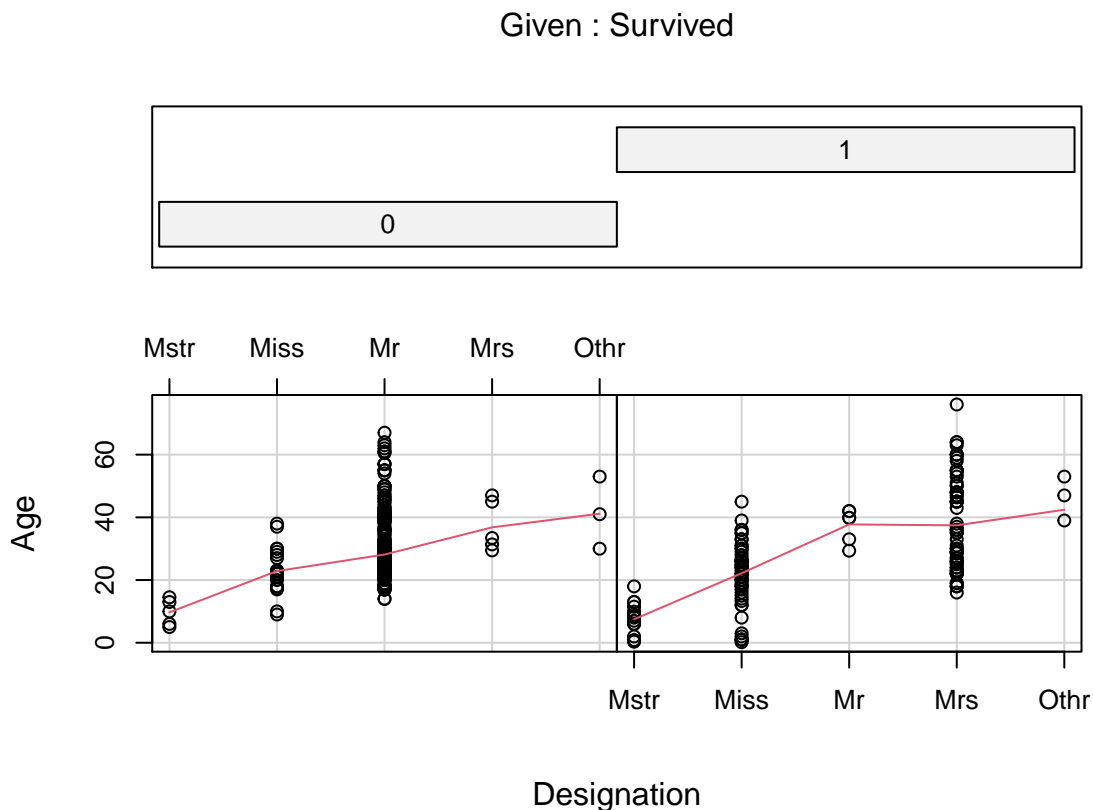 Given : Survived
1
0
Mstr Miss Mr Mrs Othr
60
40
20
0
Age
Mstr Miss Mr Mrs Othr
Designation